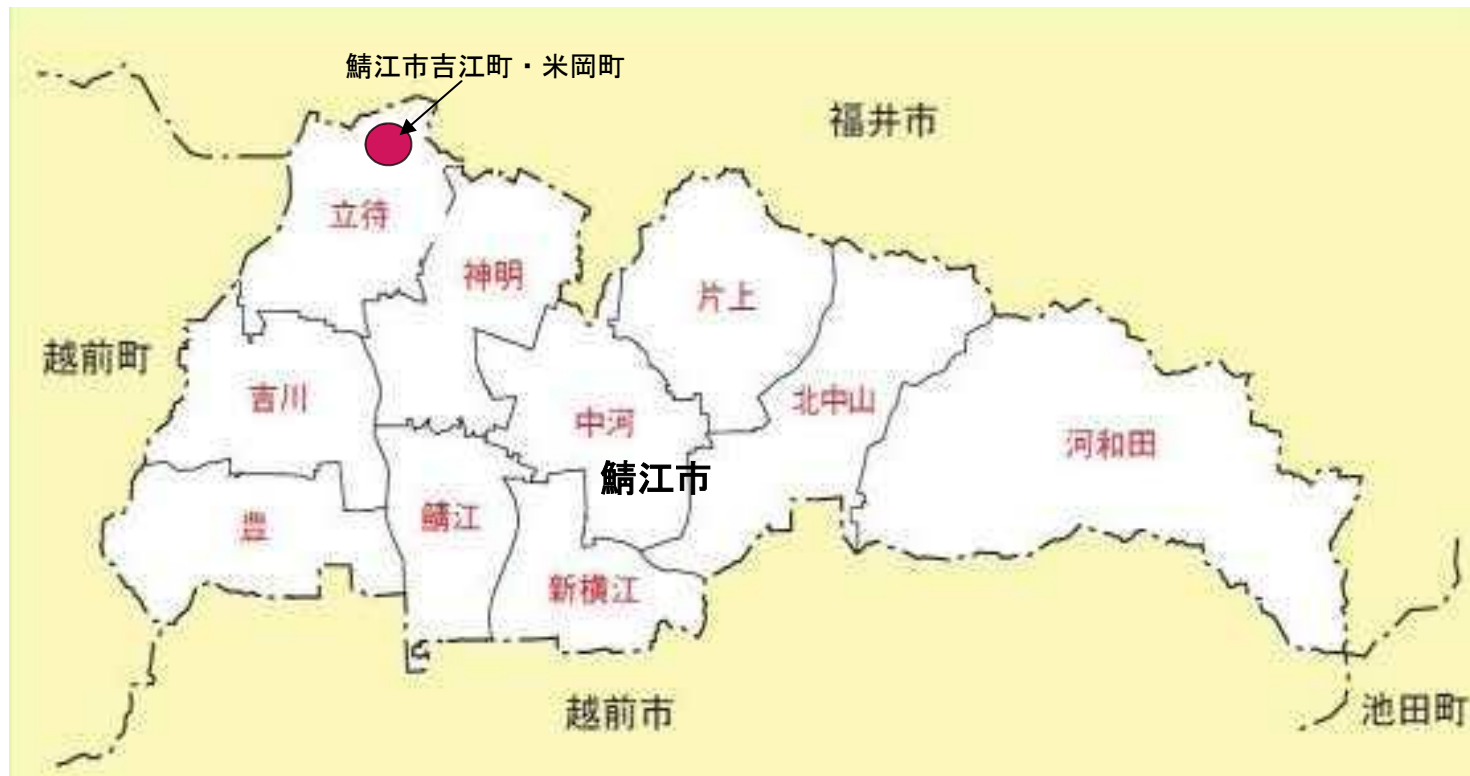 鯖江市吉江町・米岡町
福井市
立待
神明
片上
越前町
吉川
中河
北中山
河和田
鯖江市
豊
鯖江
新横江
越前市
池田町